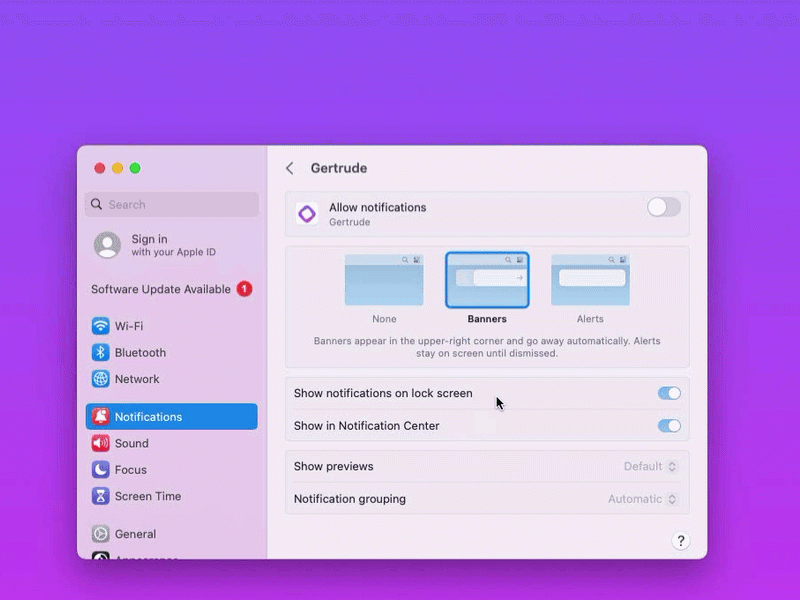 Gertrude
Search
Sign in
with your Apple ID
Software Update Available 1
Wi-Fi
Bluetooth
Network
Notifications
Sound
Focus
Screen Time
General
Appearance
Allow notifications
Gertrude
None
Banners
Alerts
Banners appear in the upper-right corner and go away automatically. Alerts
stay on screen until dismissed.
Show notifications on lock screen
Show in Notification Center
Show previews
Default
Notification grouping
Automatic
?